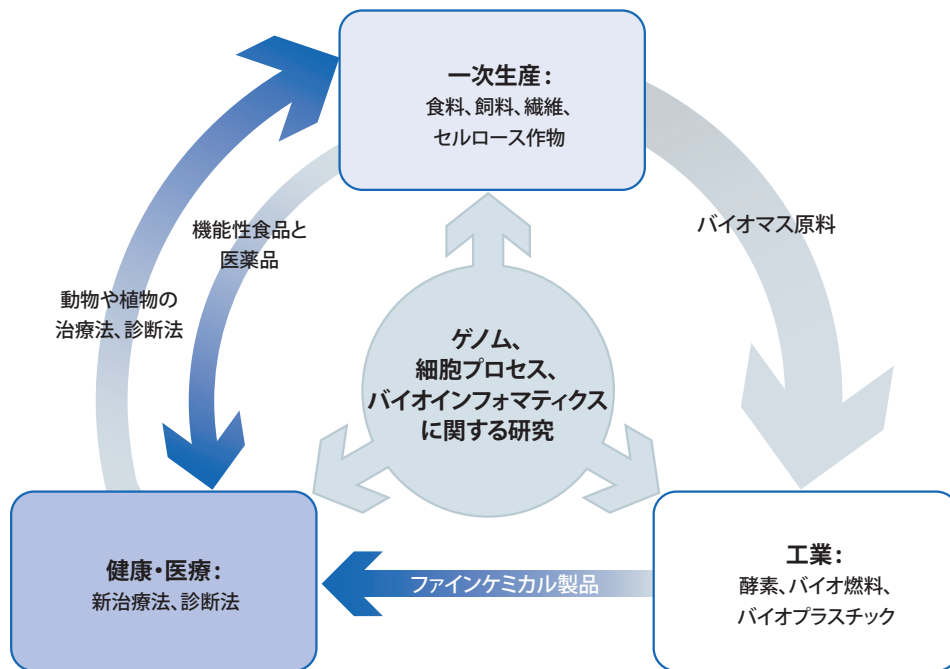 一次生産：
食料、飼料、繊維、
セルロース作物
機能性食品と
医薬品
バイオマス原料
動物や植物の
治療法、診断法
ゲノム、
細胞プロセス、
バイオインフォマティクス
に関する研究
健康・医療：
新治療法、診断法
ファインケミカル製品
工業：
酵素、バイオ燃料、
バイオプラスチック